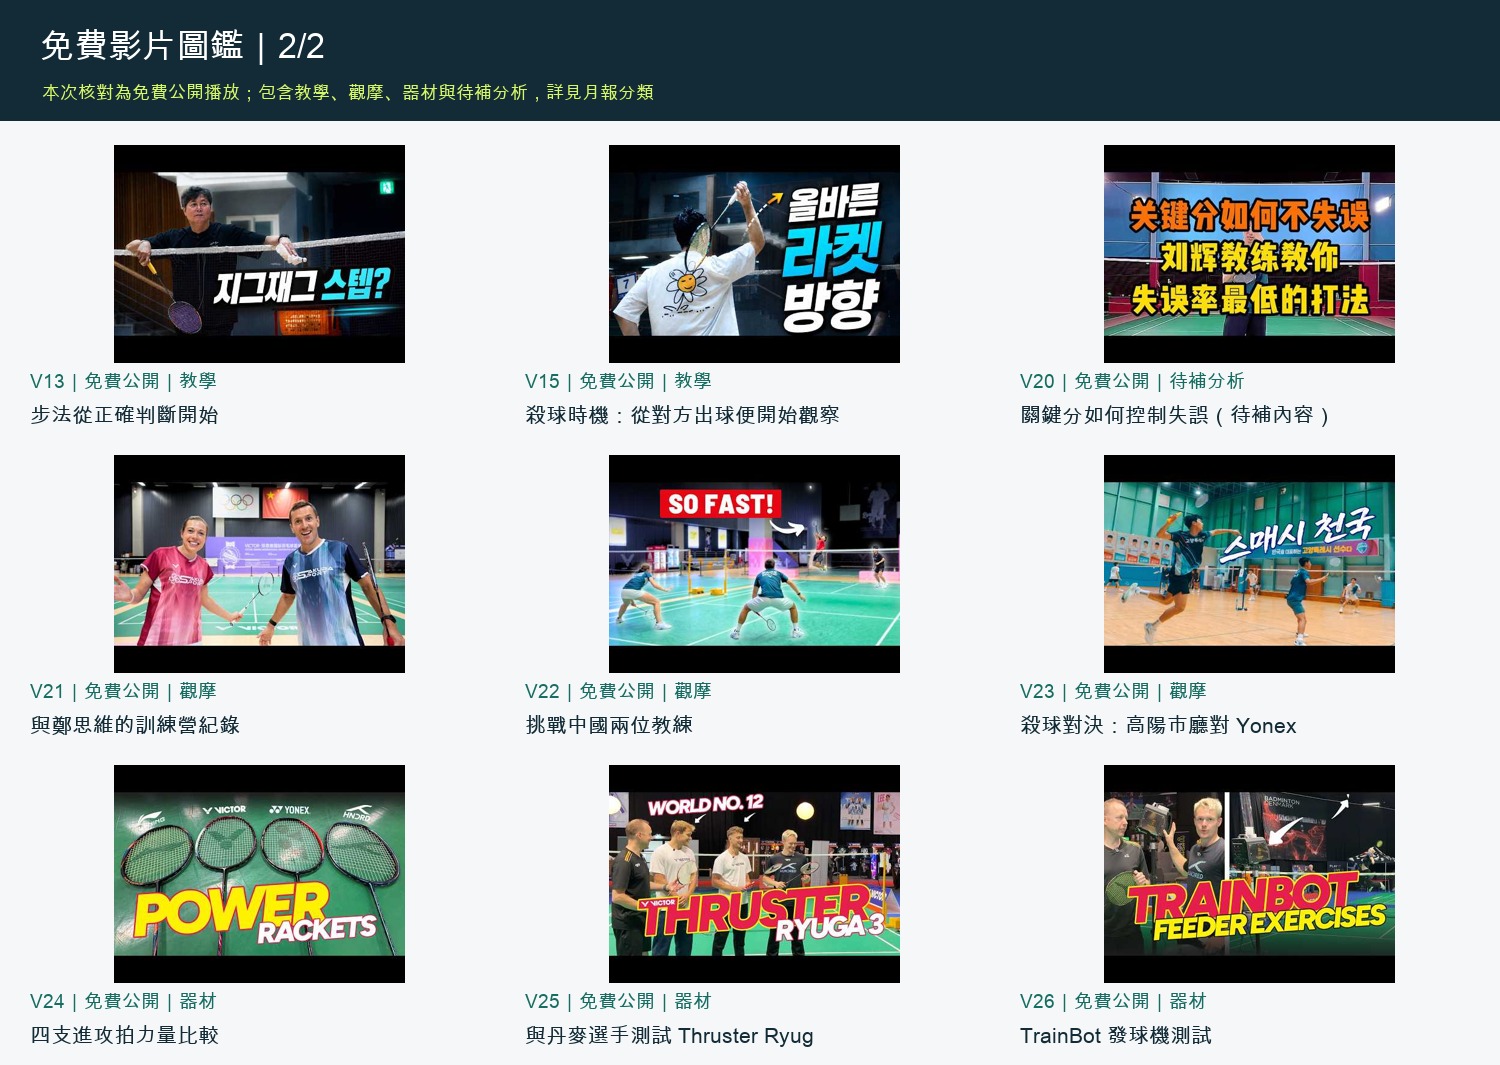 免費影片圖鑑 | 2/2
本次核對為免費公開播放；包含教學、觀摩、器材與待補分析，詳見月報分類
지그재그 스텝?
올바른
라켓
방향
关键分如何不失误
刘辉教练教你
失误率最低的打法
V13 | 免費公開 | 教學
步法從正確判斷開始
V15 | 免費公開 | 教學
殺球時機：從對方出球便開始觀察
V20 | 免費公開 | 待補分析
關鍵分如何控制失誤（待補內容）
SO FAST!
스매시 천국
V21 | 免費公開 | 觀摩
與鄭思維的訓練營紀錄
V22 | 免費公開 | 觀摩
挑戰中國兩位教練
V23 | 免費公開 | 觀摩
殺球對決：高陽市廳對 Yonex
VICTOR
YONEX
POWER
RACKETS
WORLD NO. 12
VICTOR
THRUSTER
RYUGA 3
BADMINTON
DENMARK
TRAINBOT
FEEDER EXERCISES
V24 | 免費公開 | 器材
四支進攻拍力量比較
V25 | 免費公開 | 器材
與丹麥選手測試 Thruster Ryug
V26 | 免費公開 | 器材
TrainBot 發球機測試